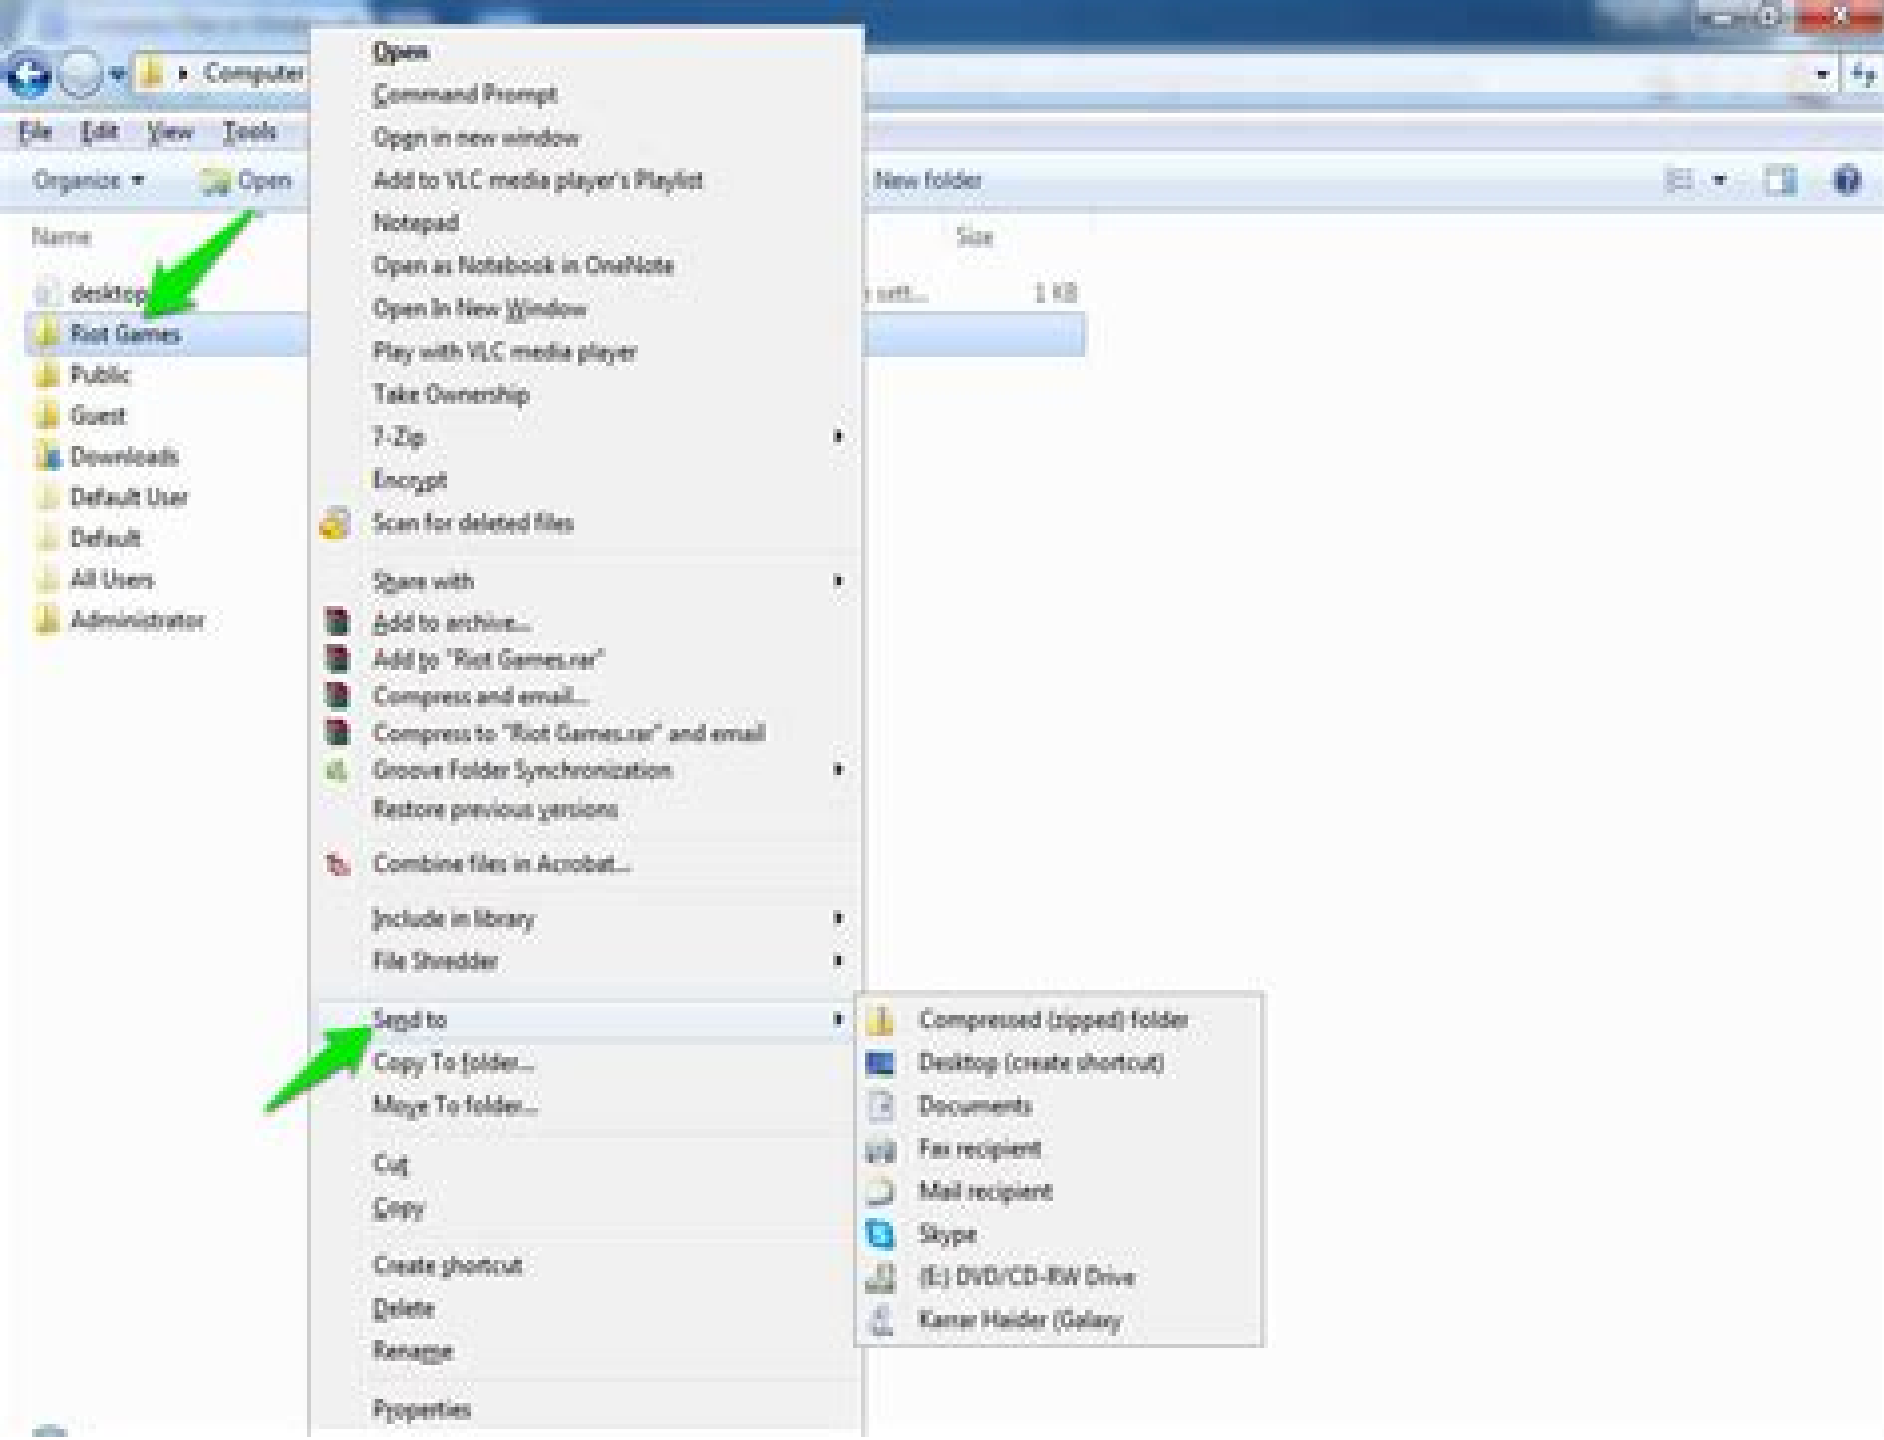 Computer
File Edit View Tools
Organize Open New folder
Name Size
desktop sett... 1 KB
Riot Games
Public
Guest
Downloads
Default User
Default
All Users
Administrator
Open
Command Prompt
Open in new window
Add to VLC media player's Playlist
Notepad
Open as Notebook in OneNote
Open In New Window
Play with VLC media player
Take Ownership
7-Zip
Encrypt
Scan for deleted files
Share with
Add to archive...
Add to "Riot Games.rar"
Compress and email...
Compress to "Riot Games.rar" and email
Groove Folder Synchronization
Restore previous versions
Combine files in Acrobat...
Include in library
File Shredder
Send to
Copy To folder...
Move To folder...
Cut
Copy
Create shortcut
Delete
Rename
Properties
Compressed (zipped) folder
Desktop (create shortcut)
Documents
Fax recipient
Mail recipient
Skype
(E:) DVD/CD-RW Drive
Karrar Haider (Galaxy